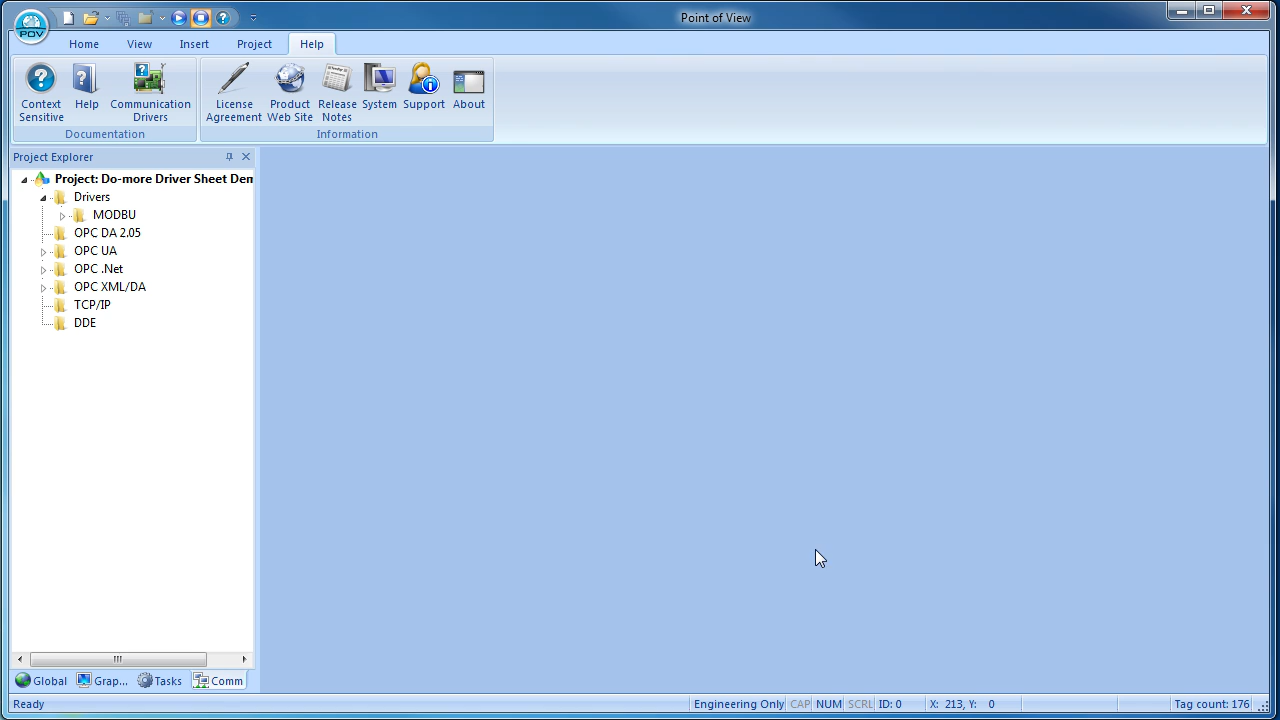 Point of View
POV
Home View Insert Project Help
Context Sensitive
Help
Communication Drivers
Documentation
License Agreement
Product Web Site
Release Notes
System
Support
About
Information
Project Explorer
Project: Do-more Driver Sheet Dem
Drivers
MODBU
OPC DA 2.05
OPC UA
OPC .Net
OPC XML/DA
TCP/IP
DDE
Global Grap... Tasks Comm
Ready Engineering Only CAP NUM SCRL ID: 0 X: 213, Y: 0 Tag count: 176